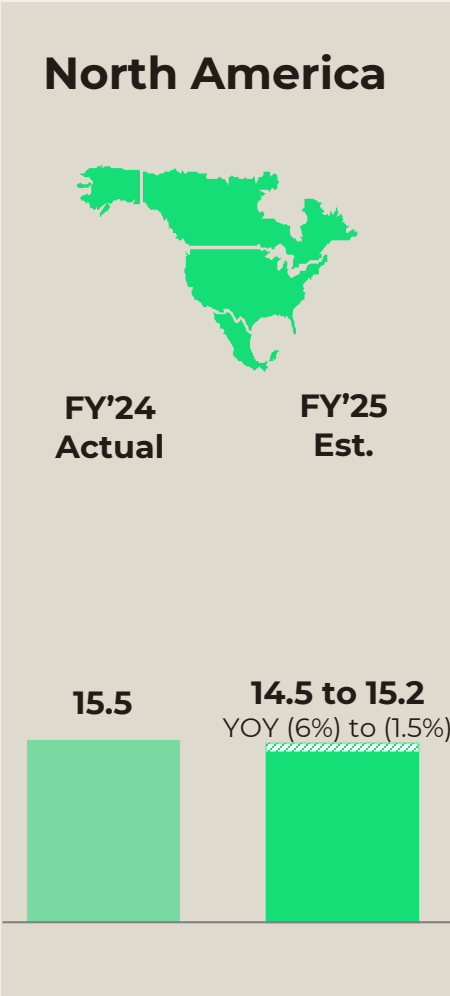 North America
FY’24
Actual
FY’25
Est.
15.5
14.5 to 15.2
YOY (6%) to (1.5%)